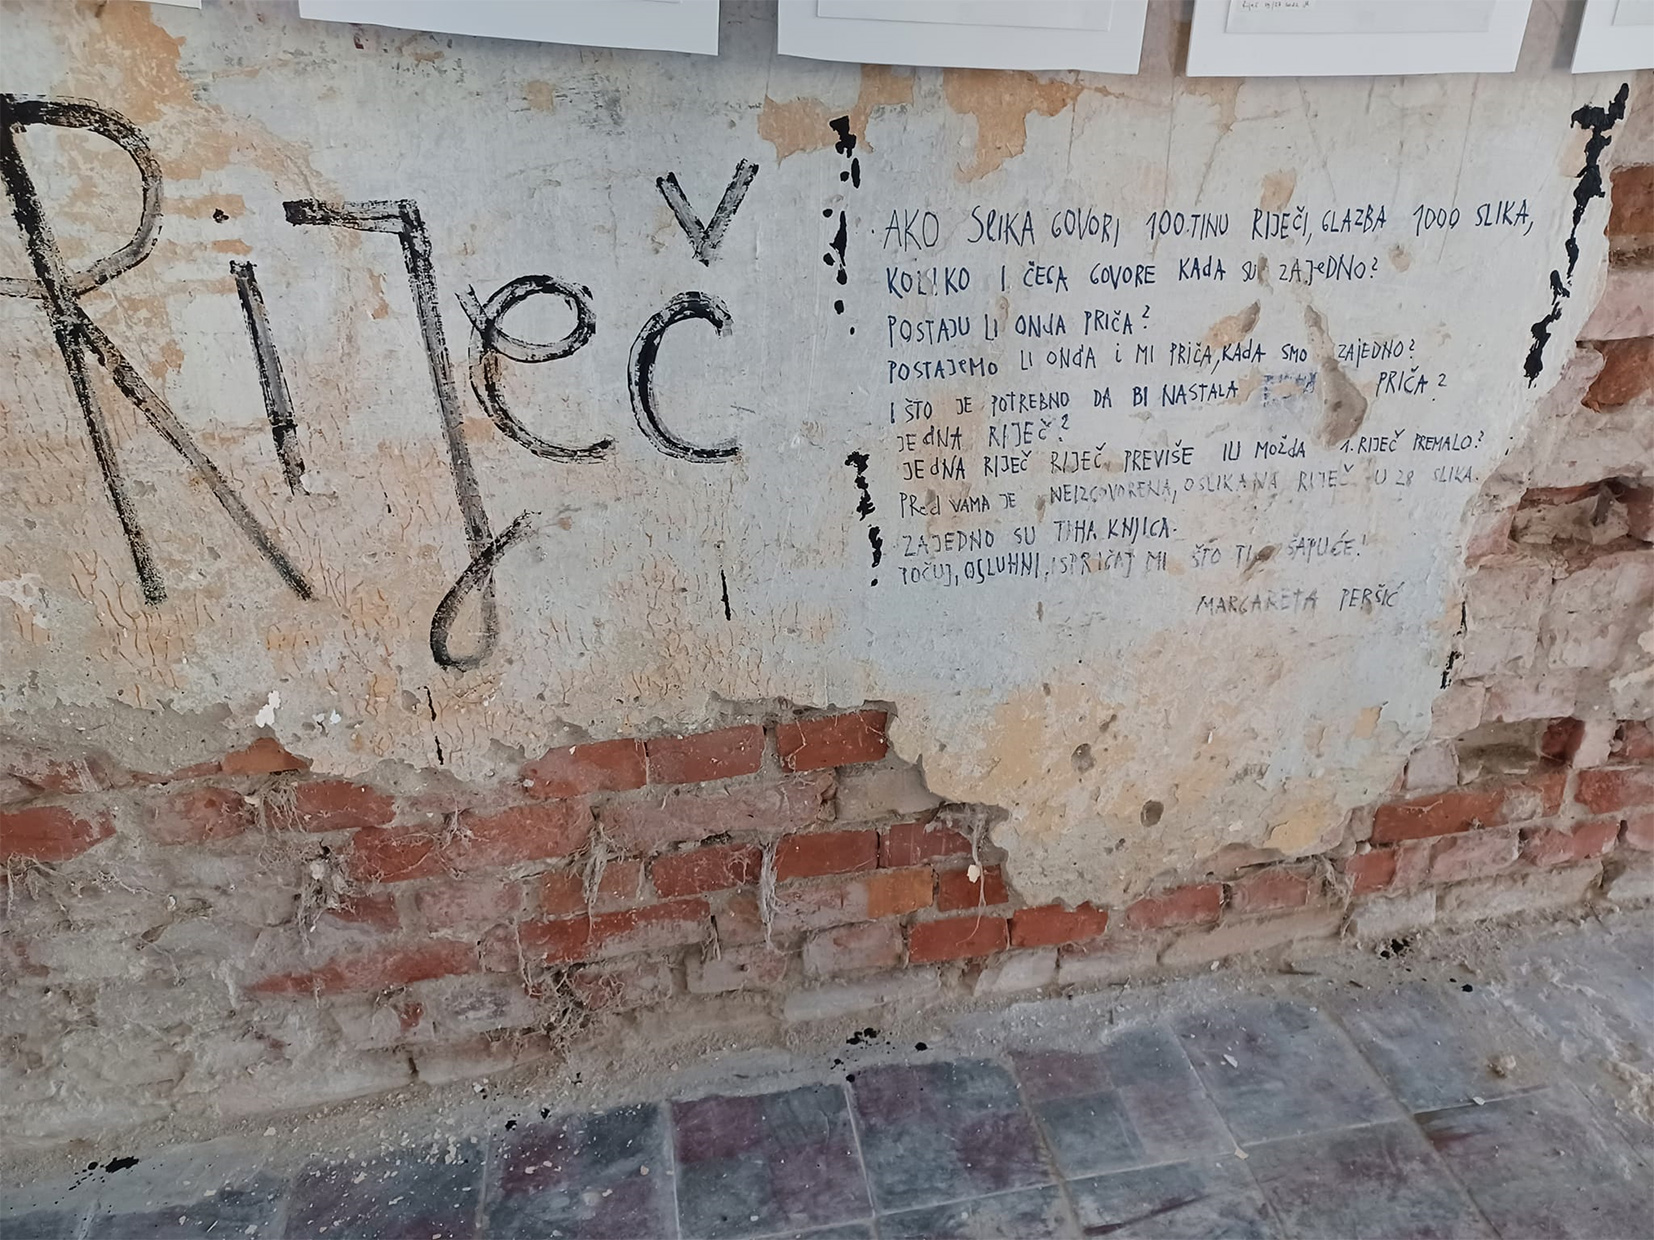 Riječ
AKO SLIKA GOVORI 100.TINU RIJEČI, GLAZBA 1000 SLIKA,
KOLIKO I ČEGA GOVORE KAdA SU ZAJeDNO?
POSTAJU LI ONdA PRIČA?
POSTAJeMO LI ONdA i MI PRIČA, KAdA SMO ZAJEDNO?
I ŠTO JE POTREBNO DA BI NASTALA PRIČA?
JEdNA RIJEČ?
JEdNA RIJEČ RIJEČ PREVIŠE ILI MOŽDA 1. RIJEČ PREMALO?
PRed VAMA JE NEIZGOVORENA, OSLIKANA RIJEČ U 28 SLIKA.
ZAJEDNO SU TIHA KNJIGA.
TOČUJ, OSLUHNI, ISPRIČAJ MI ŠTO TI ŠAPUĆE!
MARGARETA PERŠIĆ